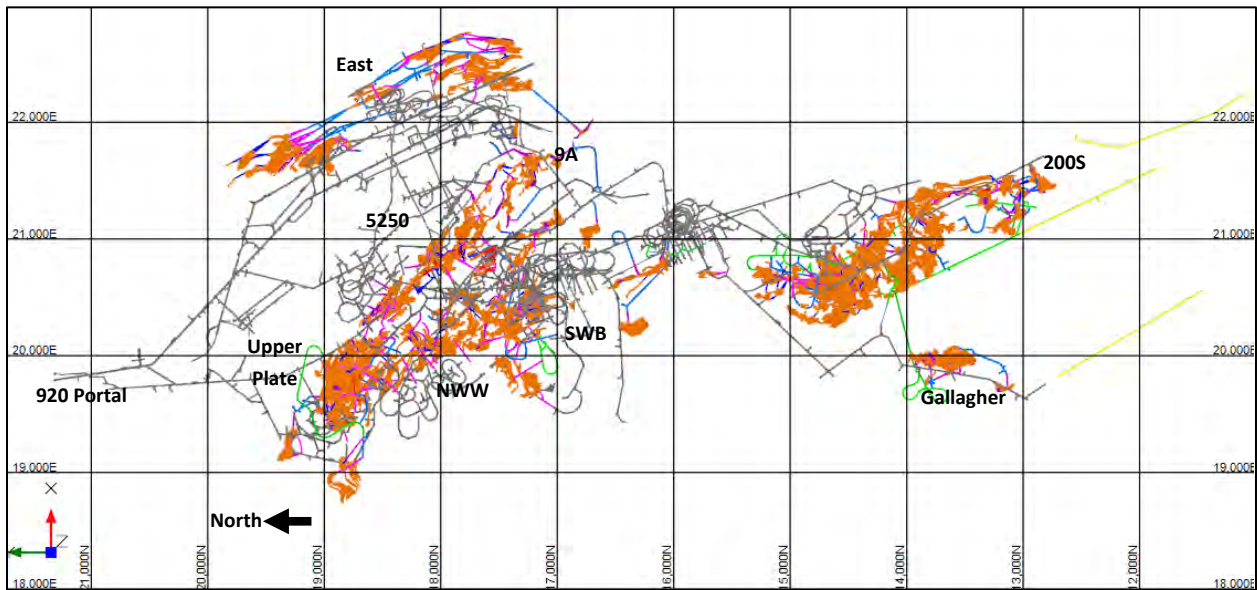 East
22,000E
22,000E
9A
200S
5250
21,000E
21,000E
SWB
Upper
Plate
20,000E
20,000E
920 Portal
NWW
Gallagher
19,000E
19,000E
X
North
Z
21,000N
20,000N
19,000N
18,000N
17,000N
16,000N
15,000N
14,000N
13,000N
12,000N
18,000E
18,000E